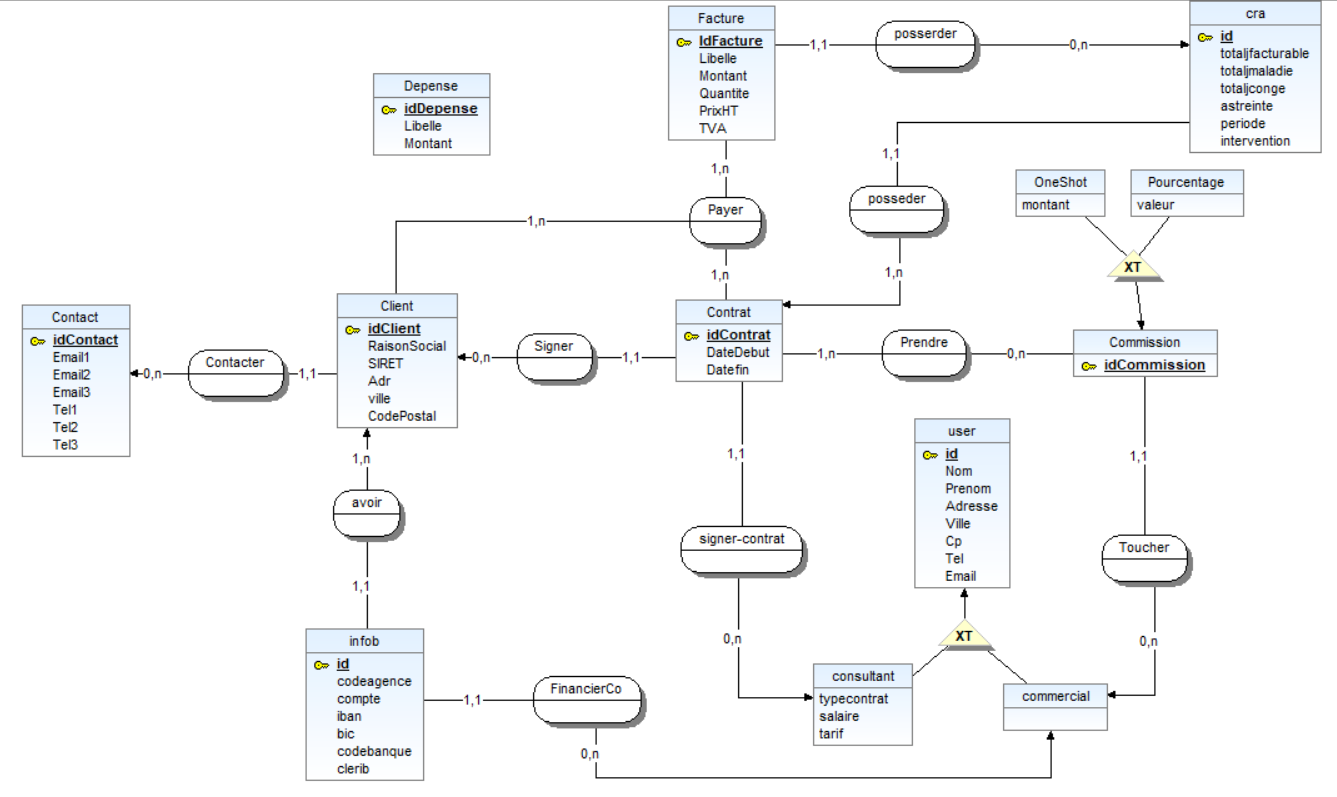 Facture
IdFacture
Libelle
Montant
Quantite
PrixHT
TVA
1,1
posserder
0,n
cra
id
totaljfacturable
totaljmaladie
totaljconge
astreinte
periode
intervention
Depense
idDepense
Libelle
Montant
1,n
Payer
1,n
1,n
1,1
posseder
1,n
OneShot
montant
Pourcentage
valeur
XT
Contact
idContact
Email1
Email2
Email3
Tel1
Tel2
Tel3
0,n
Contacter
1,1
Client
idClient
RaisonSocial
SIRET
Adr
ville
CodePostal
0,n
Signer
1,1
Contrat
idContrat
DateDebut
Datefin
1,n
Prendre
0,n
Commission
idCommission
1,n
avoir
1,1
1,1
signer-contrat
0,n
user
id
Nom
Prenom
Adresse
Ville
Cp
Tel
Email
XT
1,1
Toucher
0,n
infob
id
codeagence
compte
iban
bic
codebanque
clerib
1,1
FinancierCo
0,n
consultant
typecontrat
salaire
tarif
commercial